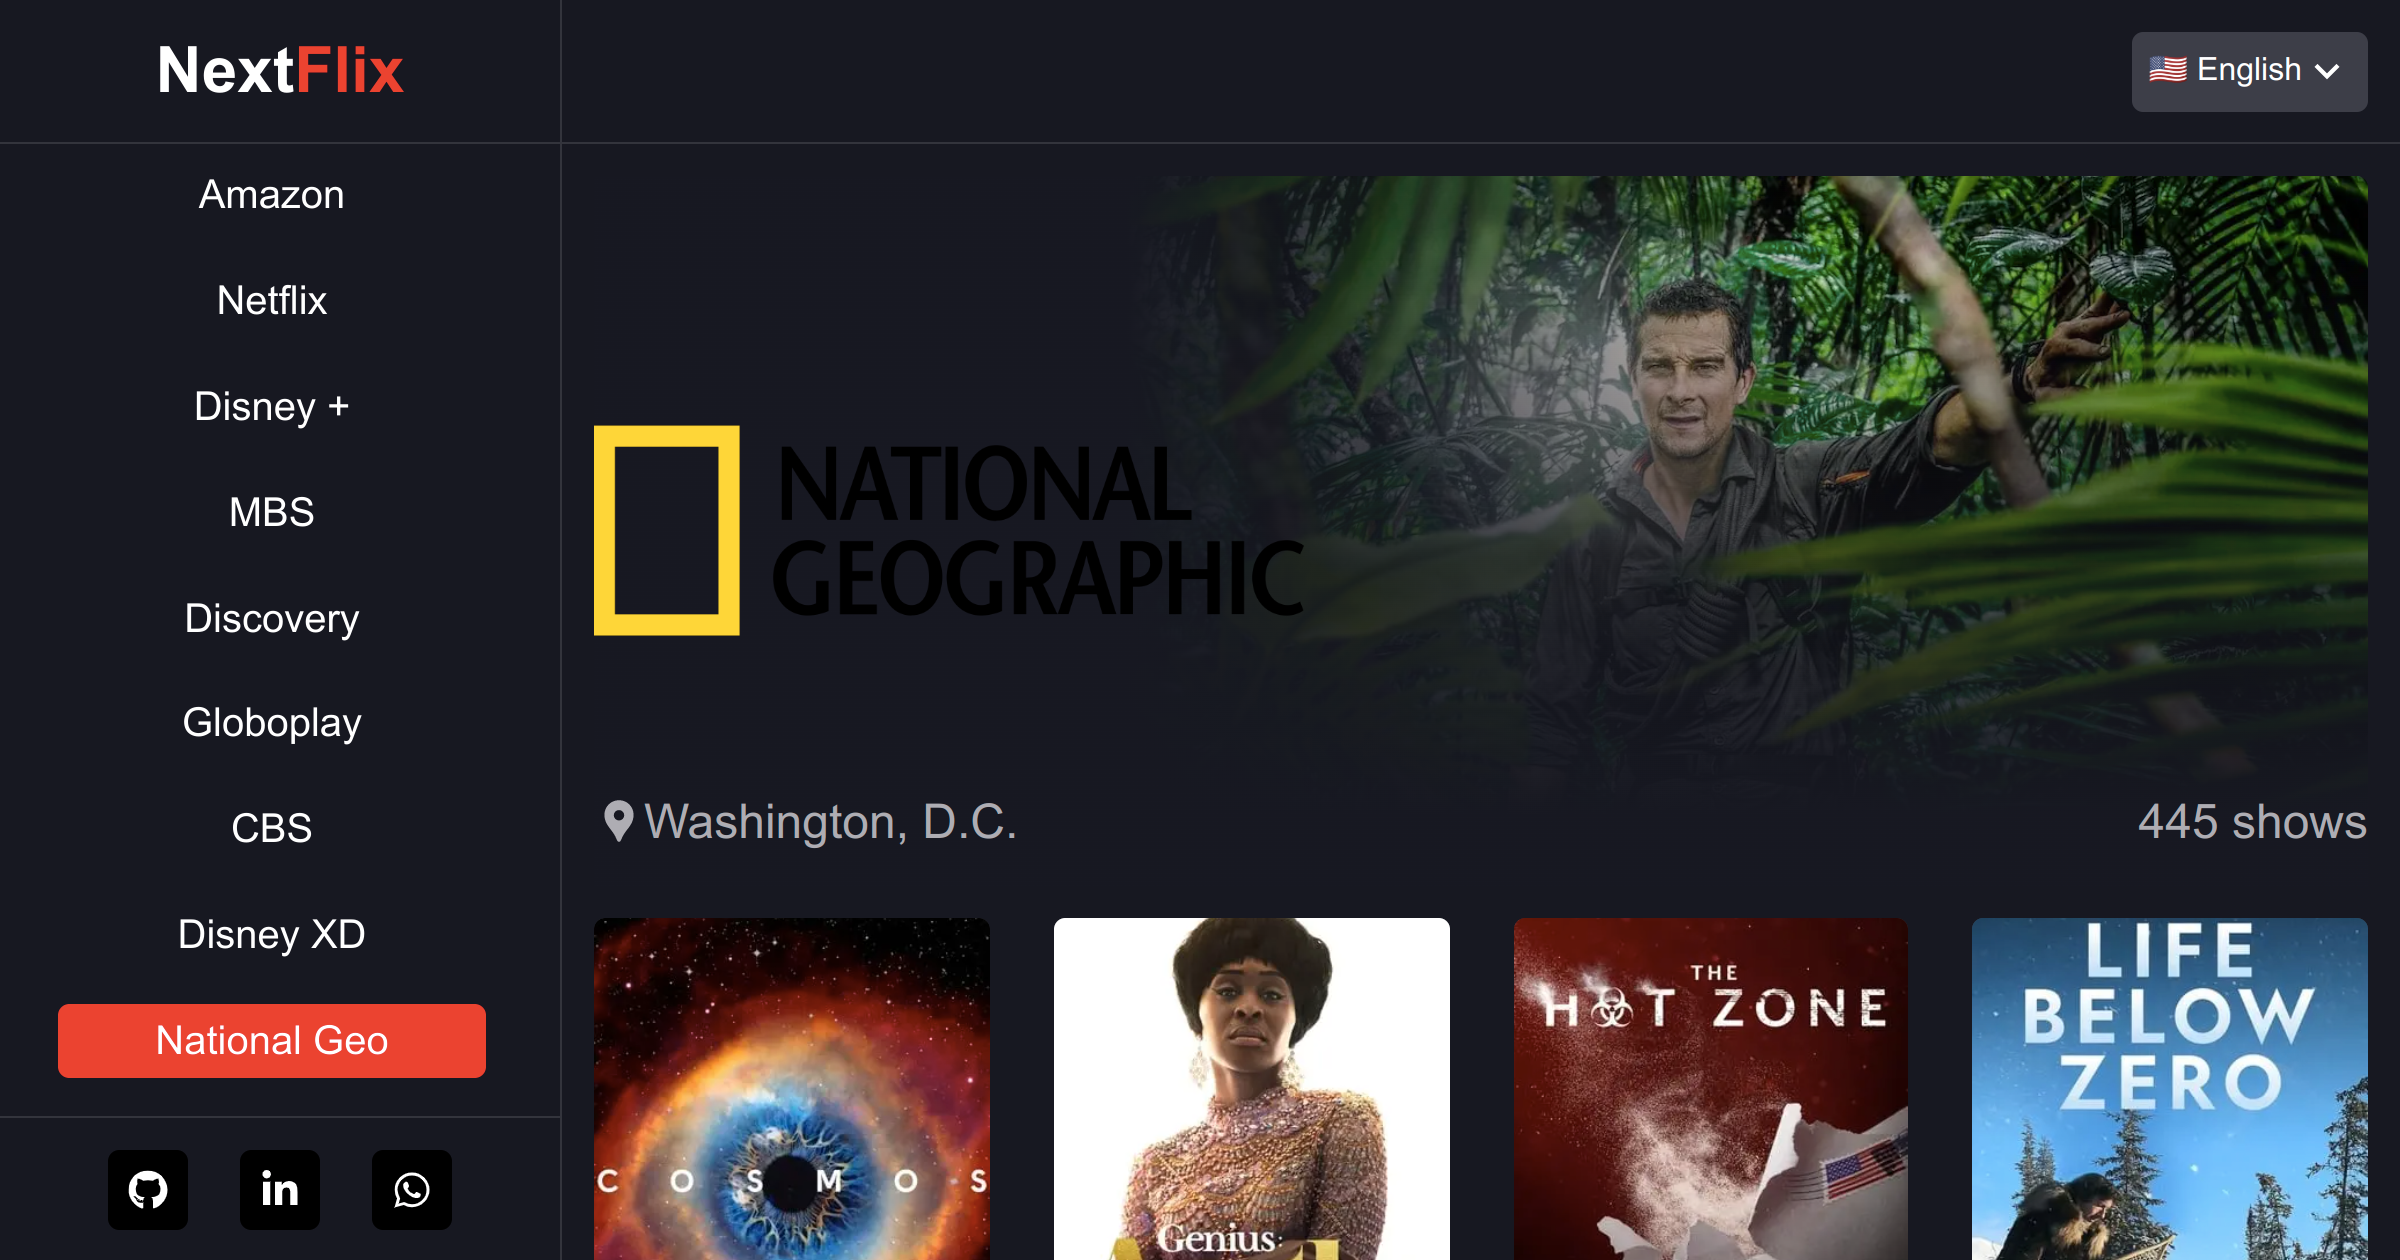 NextFlix
English
Amazon
Netflix
Disney +
MBS
Discovery
Globoplay
CBS
Disney XD
National Geo
NATIONAL
GEOGRAPHIC
Washington, D.C.
445 shows
COSMOS
Genius:
THE
HOT ZONE
LIFE
BELOW
ZERO